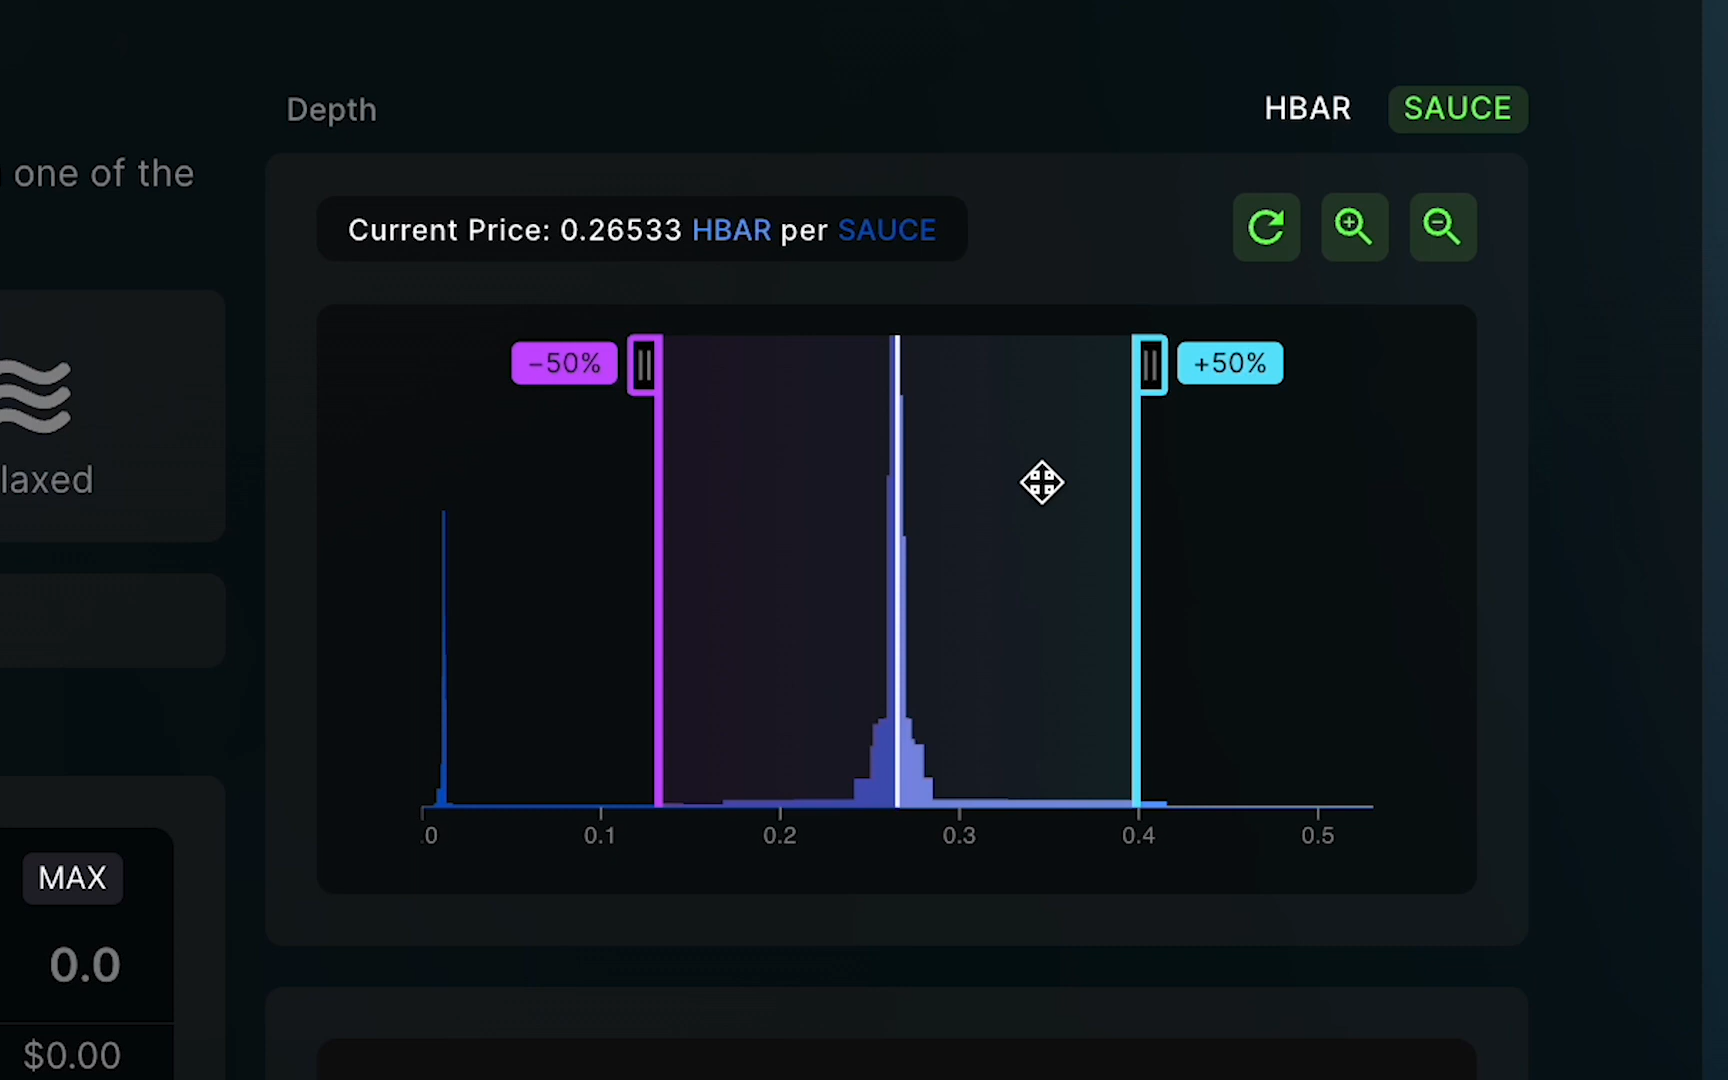 Depth
HBAR
SAUCE
one of the
Current Price: 0.26533 HBAR per SAUCE
-50%
+50%
laxed
.0 0.1 0.2 0.3 0.4 0.5
MAX
0.0
$0.00